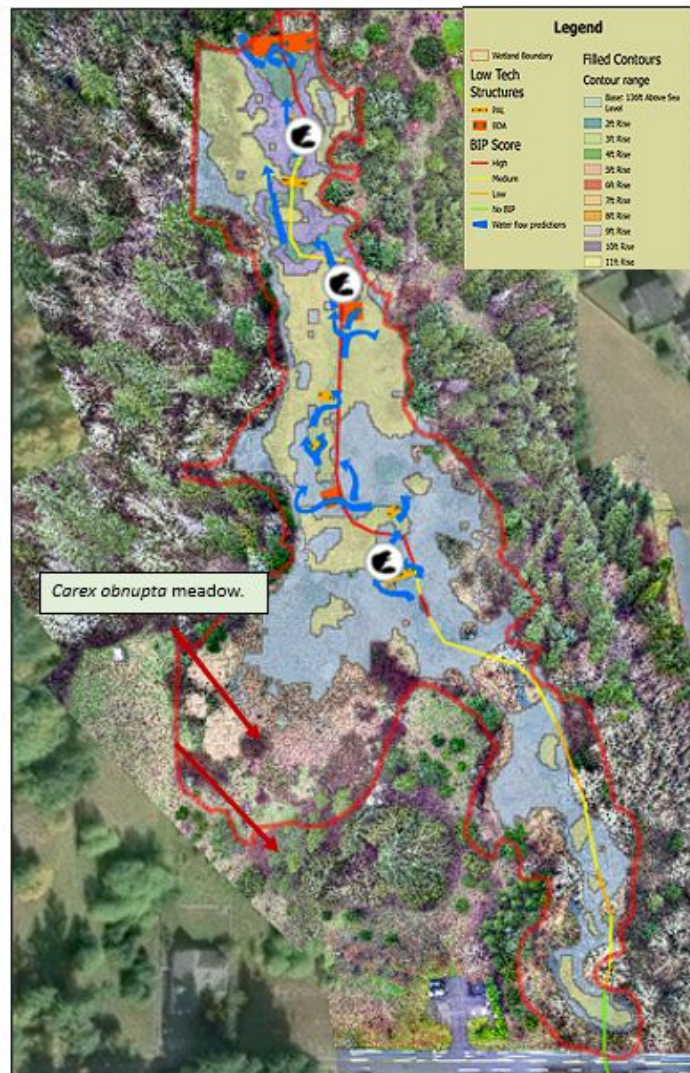 Legend
Wetland Boundary
Low Tech
Structures
PAL
BDA
BIP Score
High
Medium
Low
No BIP
Water flow predictions
Filled Contours
Contour range
Base: 136ft Above Sea
Level
2ft Rise
3ft Rise
4ft Rise
5ft Rise
6ft Rise
7ft Rise
8ft Rise
9ft Rise
10ft Rise
11ft Rise
Carex obnupta meadow.